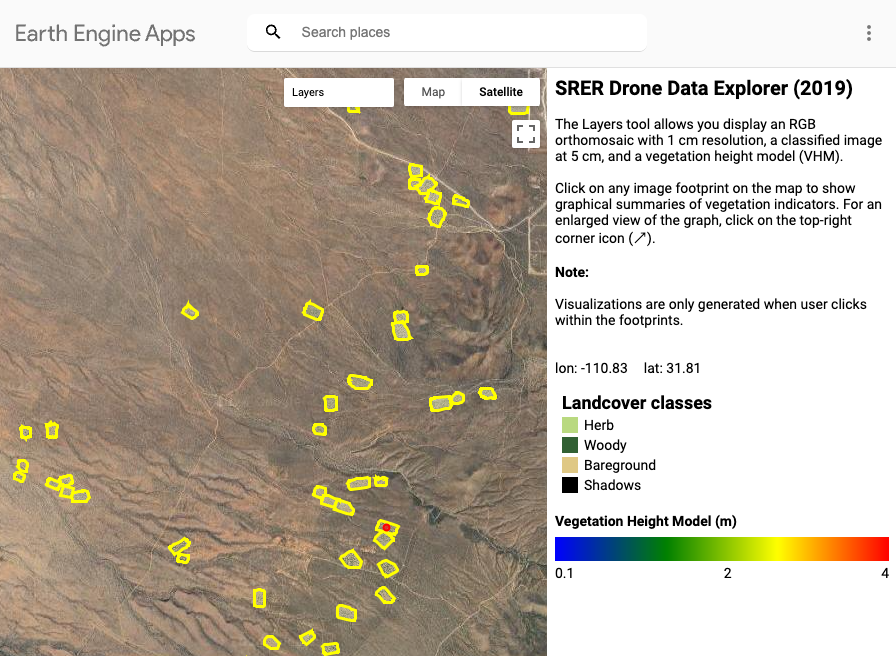 Earth Engine Apps
Search places
Layers
Map
Satellite
SRER Drone Data Explorer (2019)
The Layers tool allows you display an RGB
orthomosaic with 1 cm resolution, a classified image
at 5 cm, and a vegetation height model (VHM).
Click on any image footprint on the map to show
graphical summaries of vegetation indicators. For an
enlarged view of the graph, click on the top-right
corner icon (↗).
Note:
Visualizations are only generated when user clicks
within the footprints.
lon: -110.83 lat: 31.81
Landcover classes
Herb
Woody
Bareground
Shadows
Vegetation Height Model (m)
0.1 2 4